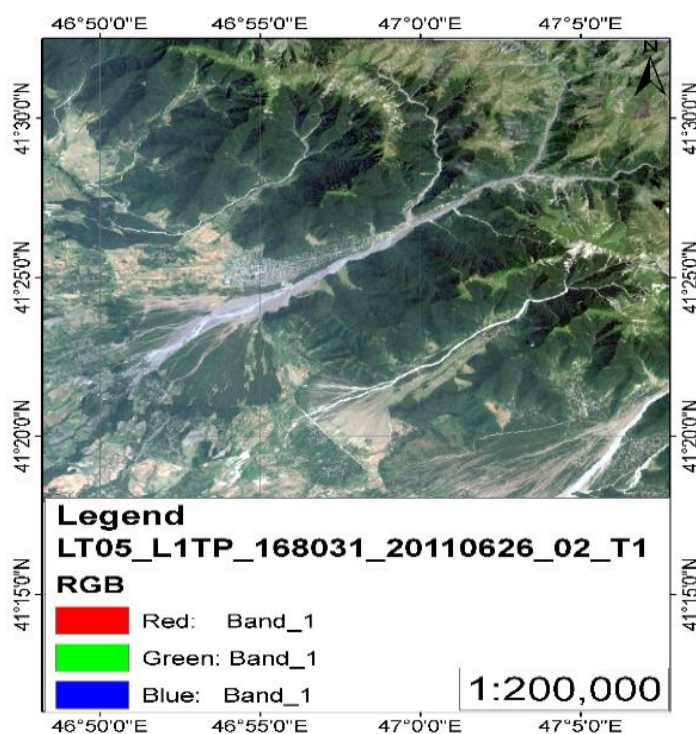 46°50'0"E 46°55'0"E 47°0'0"E 47°5'0"E
N
41°30'0"N 41°30'0"N
41°25'0"N 41°25'0"N
41°20'0"N 41°20'0"N
Legend
LT05_L1TP_168031_20110626_02_T1
RGB
41°15'0"N 41°15'0"N
Red: Band_1
Green: Band_1
Blue: Band_1
1:200,000
46°50'0"E 46°55'0"E 47°0'0"E 47°5'0"E